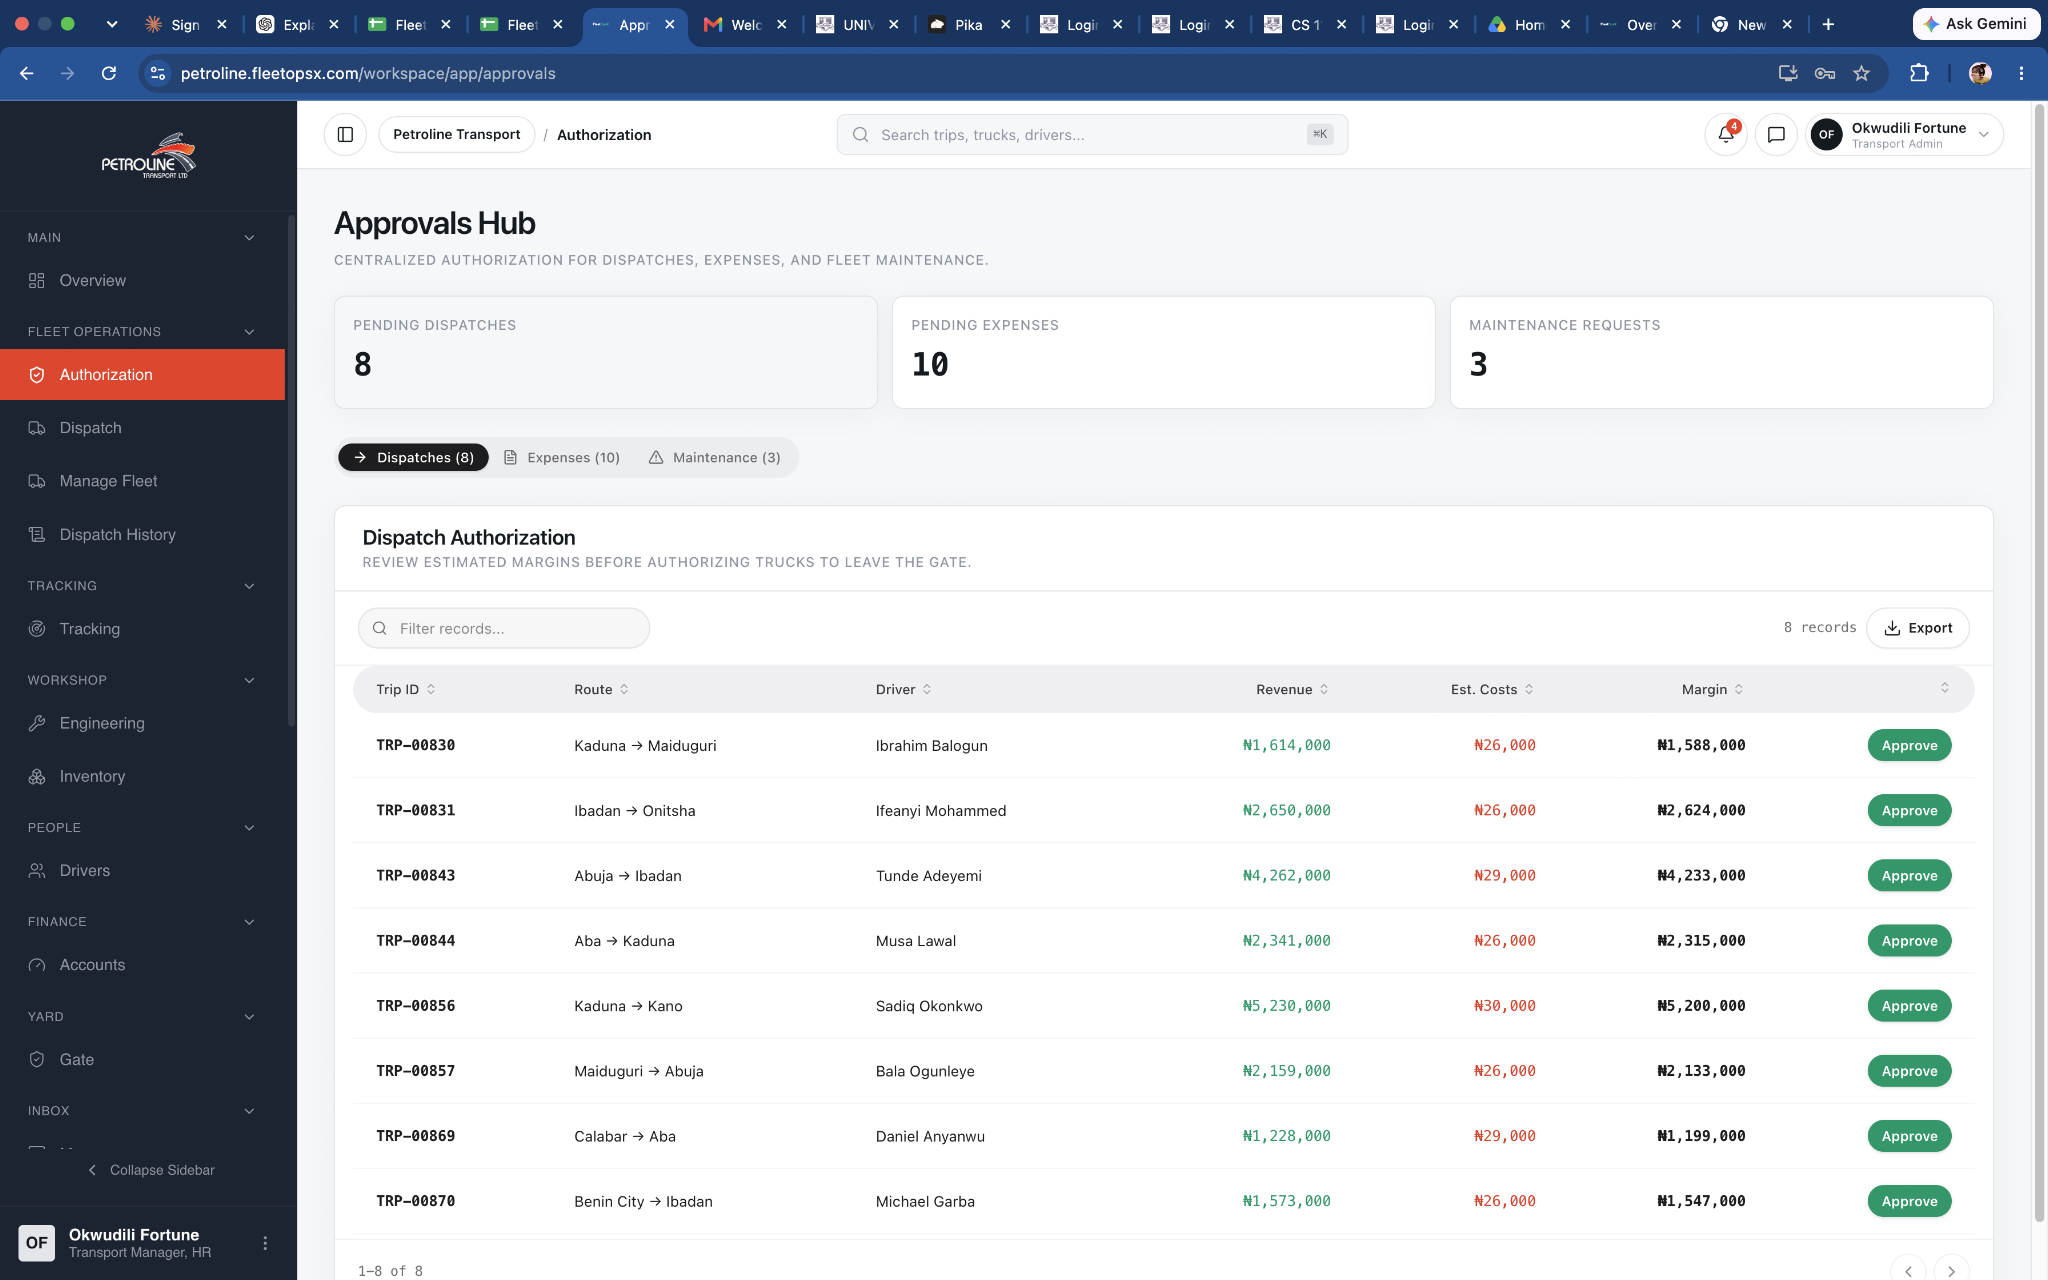 Sign
Expla
Fleet
Fleet
Appr
Welc
UNIV
Pika
Login
Login
CS 1
Login
Hom
Over
New
Ask Gemini
petroline.fleetopsx.com/workspace/app/approvals
PETROLINE
TRANSPORT LTD
Petroline Transport / Authorization
Search trips, trucks, drivers...
⌘K
4
OF
Okwudili Fortune
Transport Admin
MAIN
Overview
FLEET OPERATIONS
Authorization
Dispatch
Manage Fleet
Dispatch History
TRACKING
Tracking
WORKSHOP
Engineering
Inventory
PEOPLE
Drivers
FINANCE
Accounts
YARD
Gate
INBOX
Collapse Sidebar
OF
Okwudili Fortune
Transport Manager, HR
Approvals Hub
CENTRALIZED AUTHORIZATION FOR DISPATCHES, EXPENSES, AND FLEET MAINTENANCE.
PENDING DISPATCHES
8
PENDING EXPENSES
10
MAINTENANCE REQUESTS
3
Dispatches (8)
Expenses (10)
Maintenance (3)
Dispatch Authorization
REVIEW ESTIMATED MARGINS BEFORE AUTHORIZING TRUCKS TO LEAVE THE GATE.
Filter records...
8 records
Export
Trip ID Route Driver Revenue Est. Costs Margin
TRP-00830 Kaduna → Maiduguri Ibrahim Balogun ₦1,614,000 ₦26,000 ₦1,588,000 Approve
TRP-00831 Ibadan → Onitsha Ifeanyi Mohammed ₦2,650,000 ₦26,000 ₦2,624,000 Approve
TRP-00843 Abuja → Ibadan Tunde Adeyemi ₦4,262,000 ₦29,000 ₦4,233,000 Approve
TRP-00844 Aba → Kaduna Musa Lawal ₦2,341,000 ₦26,000 ₦2,315,000 Approve
TRP-00856 Kaduna → Kano Sadiq Okonkwo ₦5,230,000 ₦30,000 ₦5,200,000 Approve
TRP-00857 Maiduguri → Abuja Bala Ogunleye ₦2,159,000 ₦26,000 ₦2,133,000 Approve
TRP-00869 Calabar → Aba Daniel Anyanwu ₦1,228,000 ₦29,000 ₦1,199,000 Approve
TRP-00870 Benin City → Ibadan Michael Garba ₦1,573,000 ₦26,000 ₦1,547,000 Approve
1–8 of 8